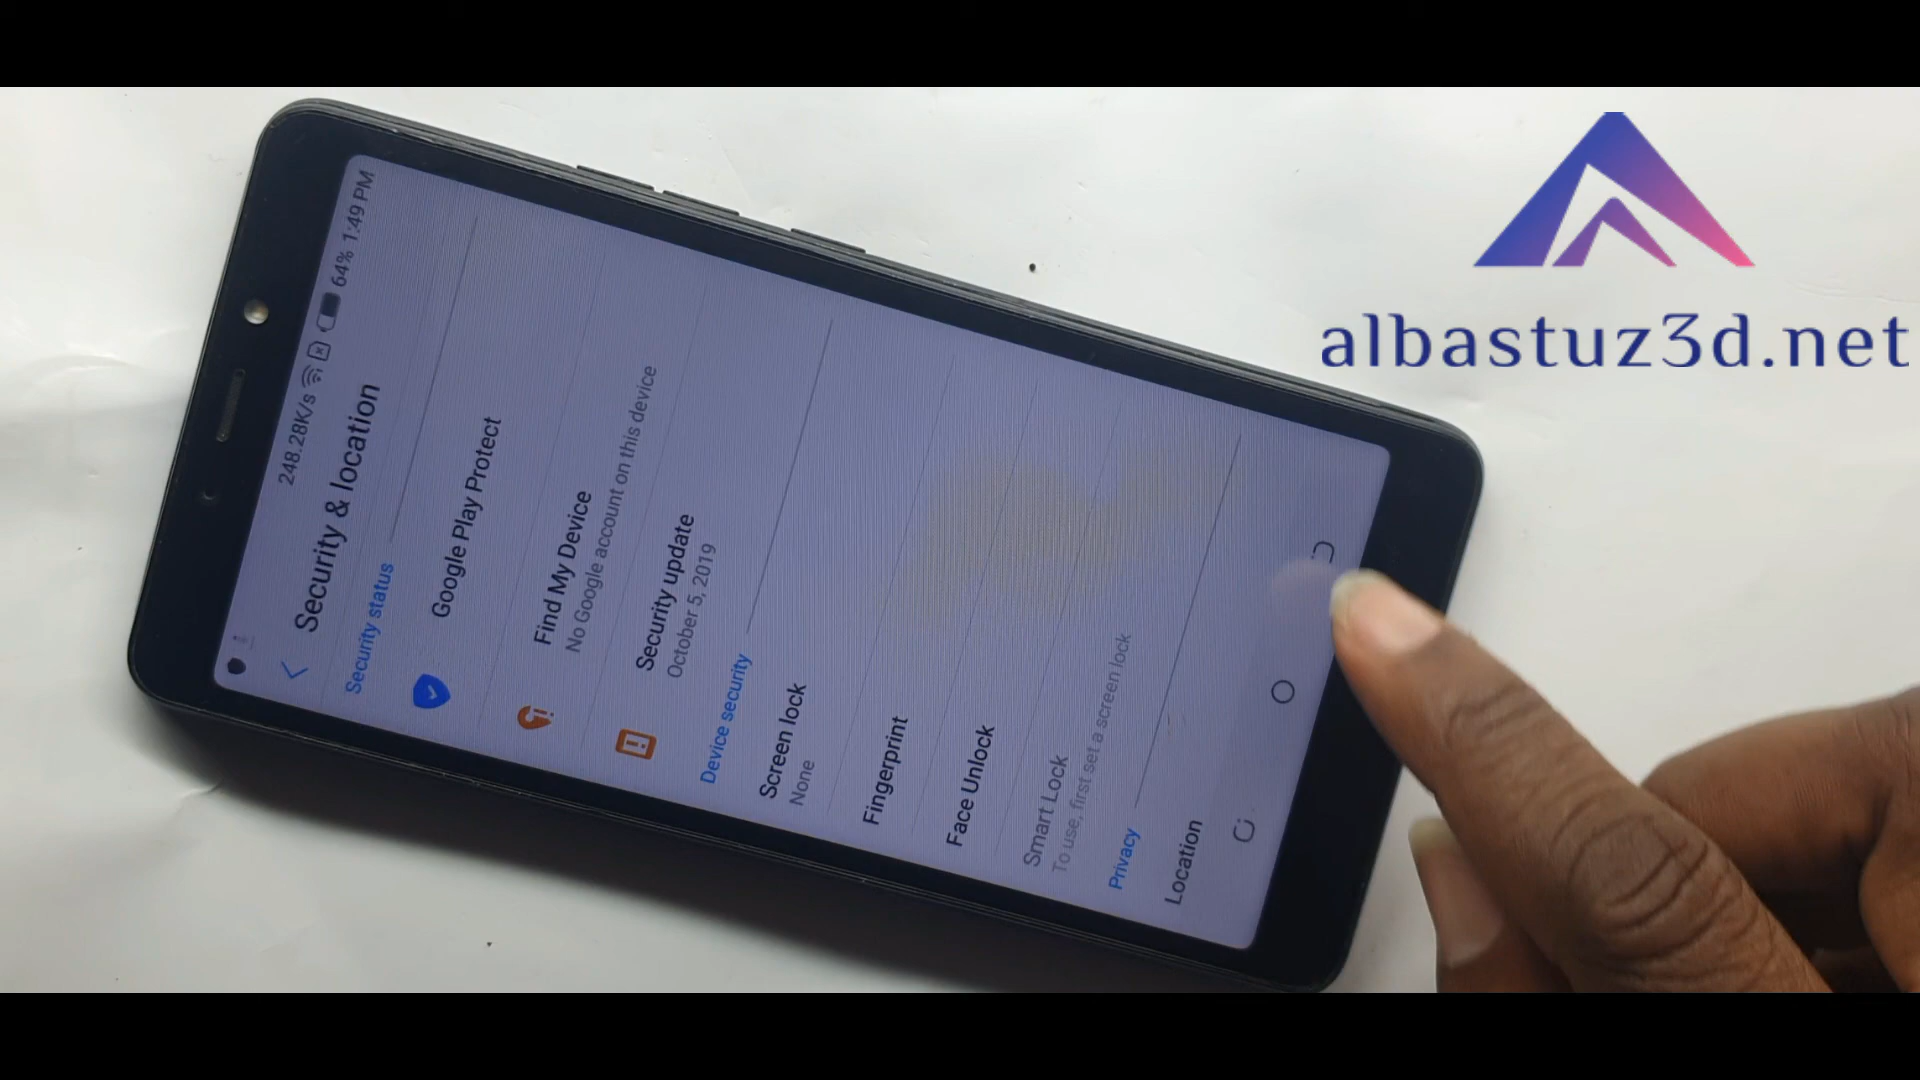 248.28K/s 64% 1:49 PM
Security & location
Security status
Google Play Protect
Find My Device
No Google account on this device
Security update
October 5, 2019
Device security
Screen lock
None
Fingerprint
Face Unlock
Smart Lock
To use, first set a screen lock
Privacy
Location
albastuz3d.net